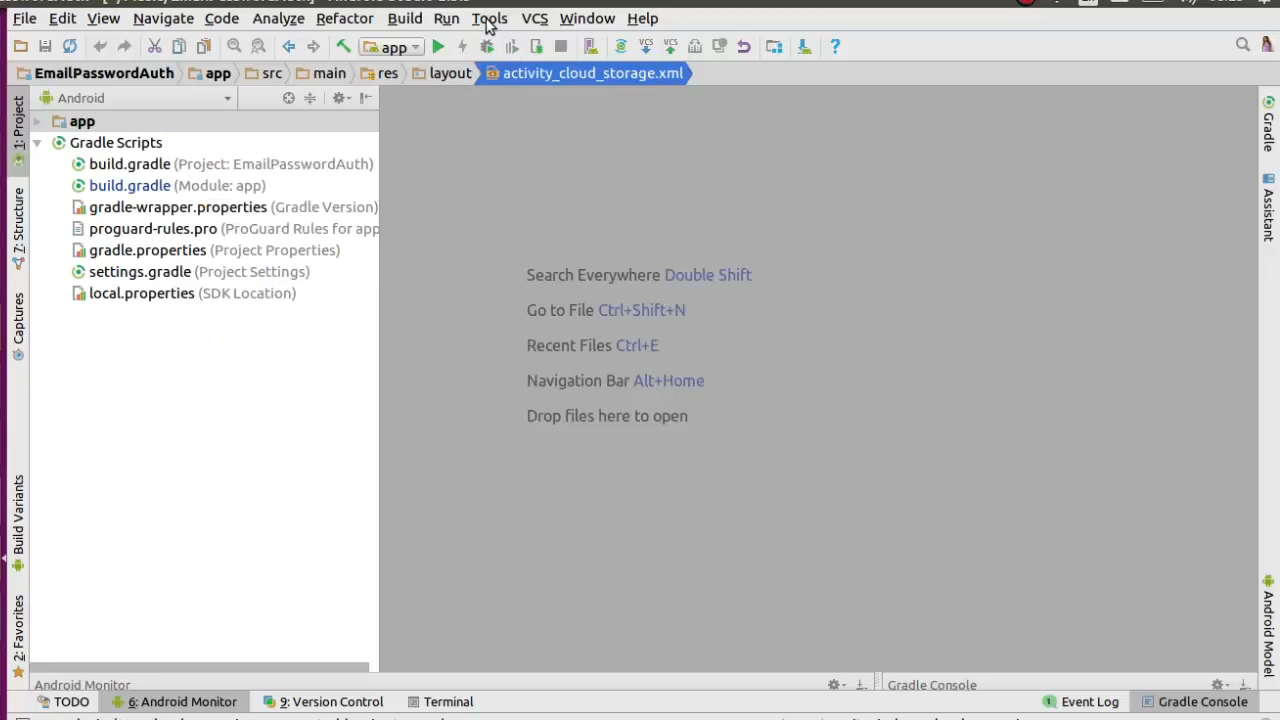 File Edit View Navigate Code Analyze Refactor Build Run Tools VCS Window Help
app
VCS VCS
EmailPasswordAuth app src main res layout activity_cloud_storage.xml
Android
1: Project
7: Structure
Captures
Build Variants
2: Favorites
app
Gradle Scripts
build.gradle (Project: EmailPasswordAuth)
build.gradle (Module: app)
gradle-wrapper.properties (Gradle Version)
proguard-rules.pro (ProGuard Rules for app
gradle.properties (Project Properties)
settings.gradle (Project Settings)
local.properties (SDK Location)
Search Everywhere Double Shift
Go to File Ctrl+Shift+N
Recent Files Ctrl+E
Navigation Bar Alt+Home
Drop files here to open
Gradle
Assistant
Android Model
Android Monitor
Gradle Console
TODO 6: Android Monitor 9: Version Control Terminal 1 Event Log Gradle Console